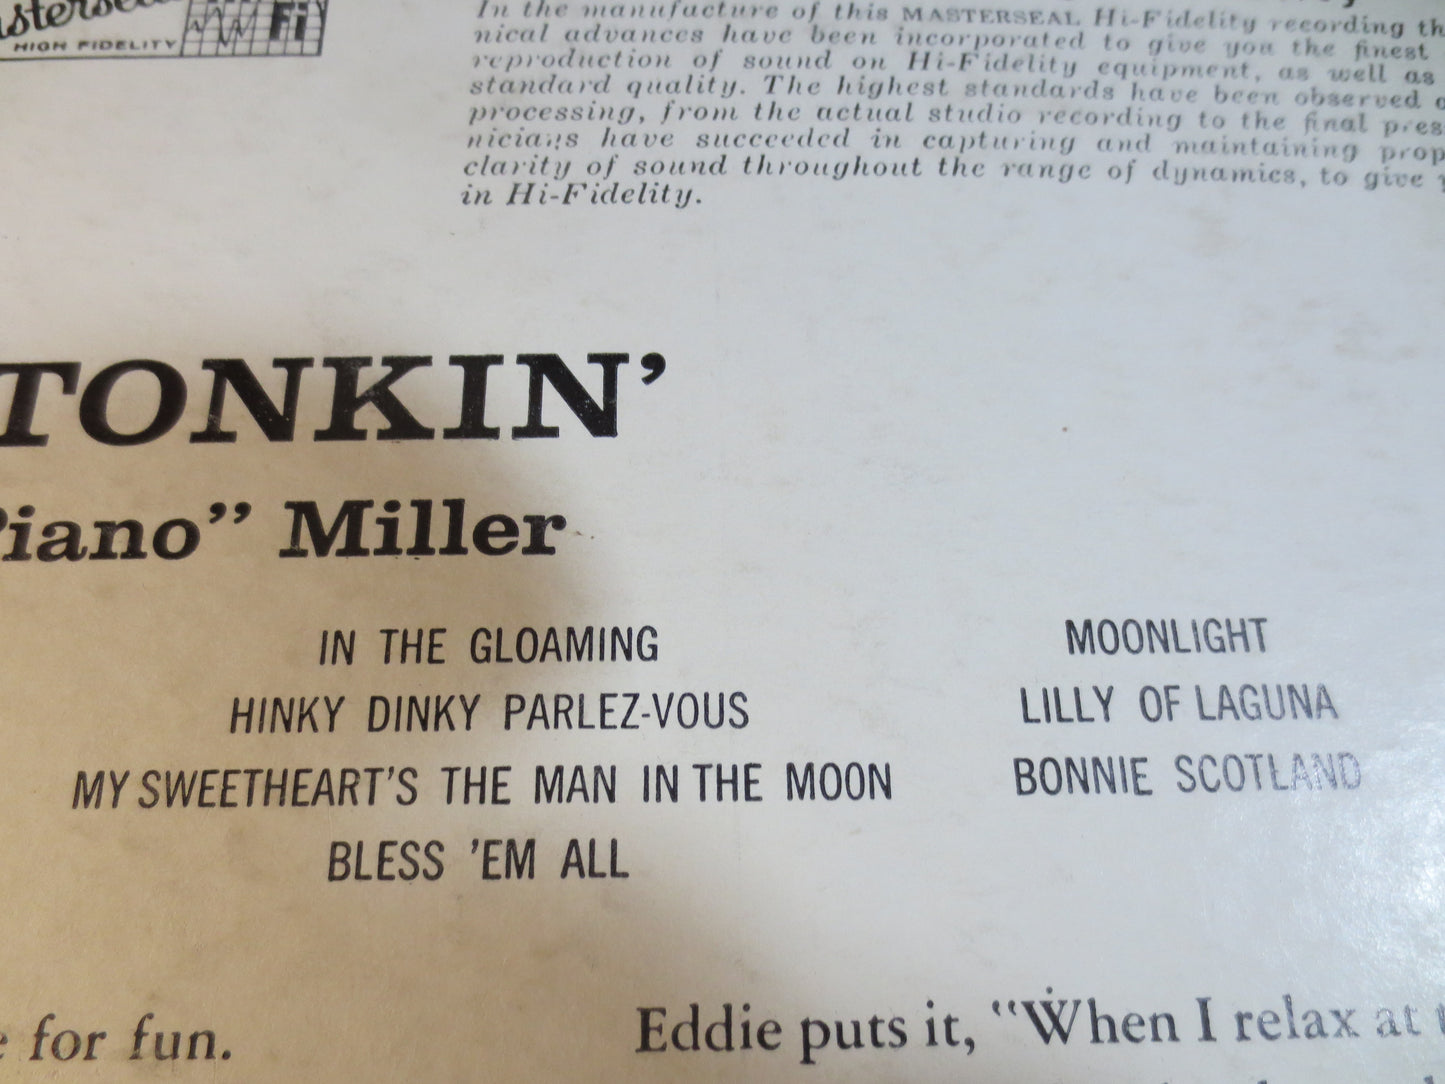 HIGH FIDELITY
Fi
In the manufacture of this MASTERSEAL Hi-Fidelity recording
nical advances have been incorporated to give you the finest
reproduction of sound on Hi-Fidelity equipment, as well as
standard quality. The highest standards have been observed
processing, from the actual studio recording to the final
nicians have succeeded in capturing and maintaining
clarity of sound throughout the range of dynamics, to give
in Hi-Fidelity.
TONKIN'
Piano" Miller
IN THE GLOAMING
HINKY DINKY PARLEZ-VOUS
MY SWEETHEART'S THE MAN IN THE MOON
BLESS 'EM ALL
MOONLIGHT
LILLY OF LAGUNA
BONNIE SCOTLAND
for fun.
Eddie puts it, "When I relax at